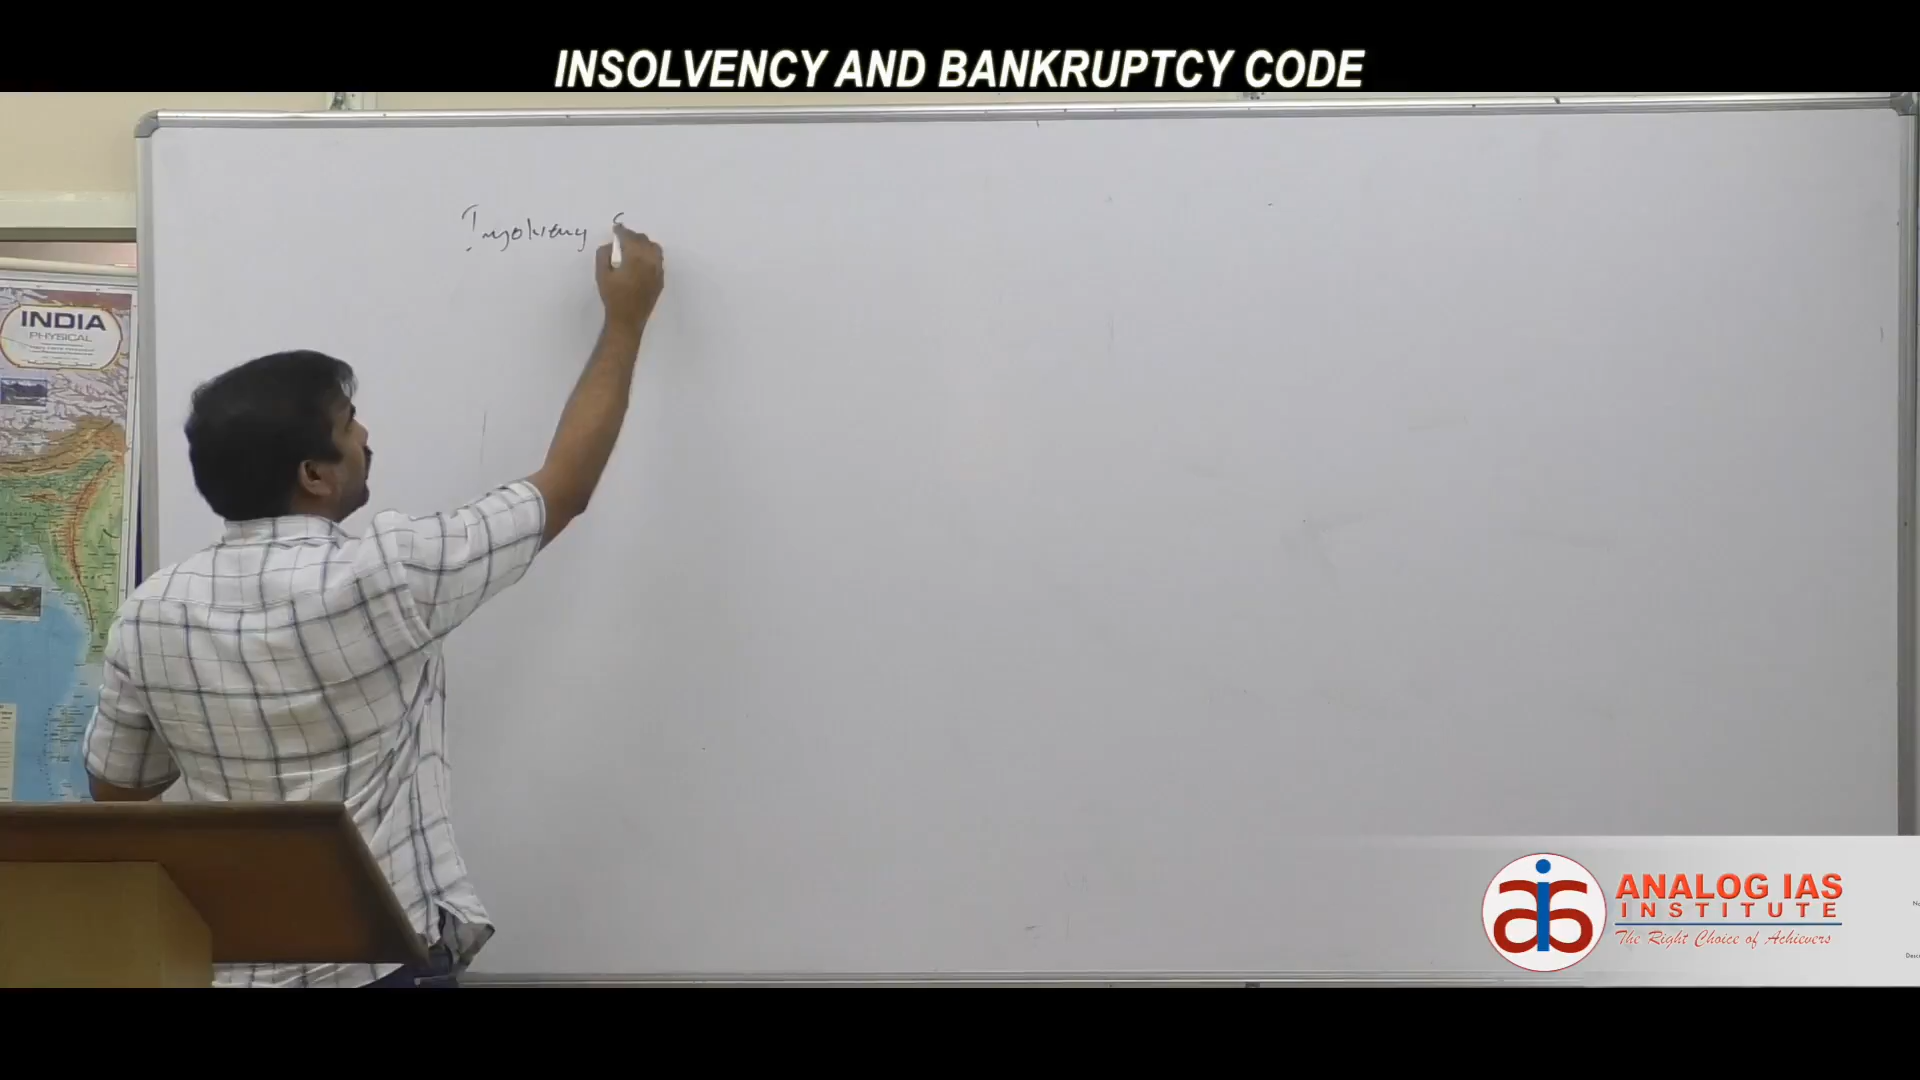 INSOLVENCY AND BANKRUPTCY CODE
Insolvency
INDIA
PHYSICAL
ANALOG IAS
INSTITUTE
The Right Choice of Achievers